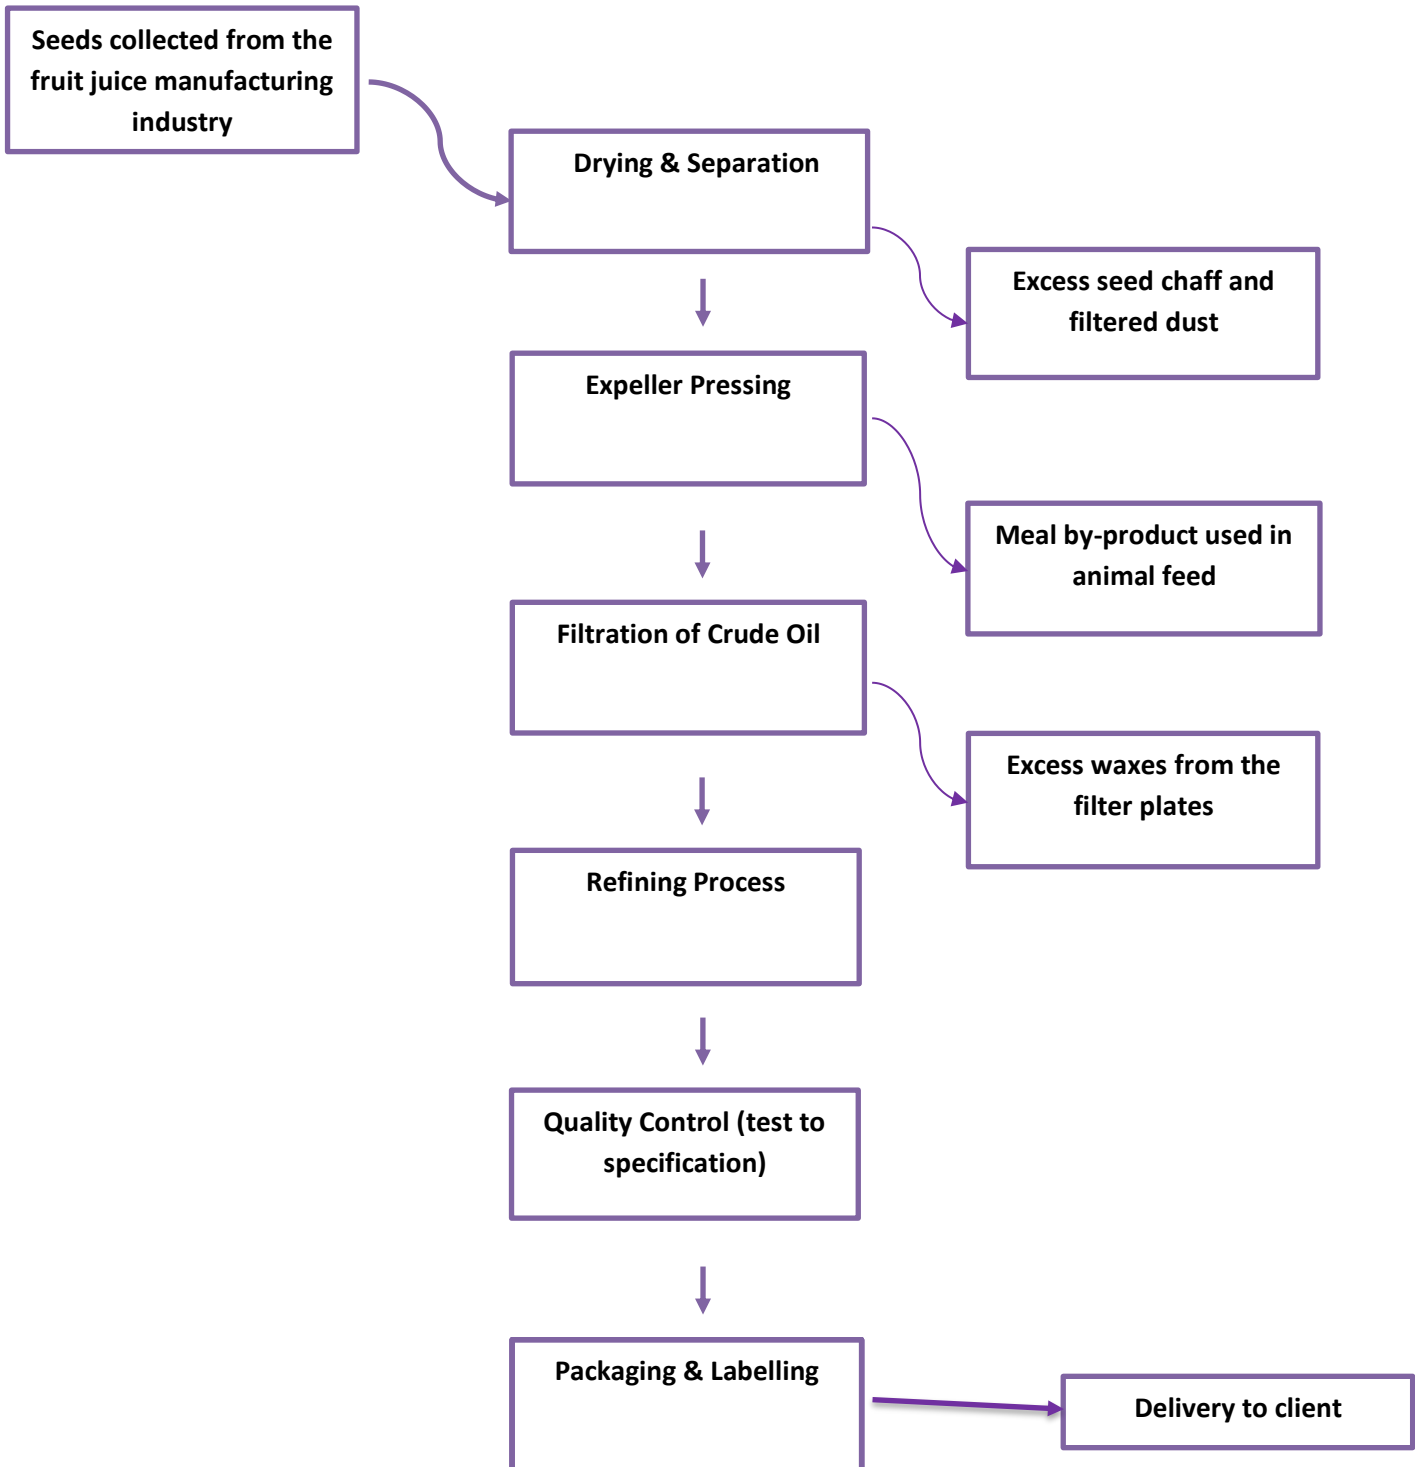 Seeds collected from the
fruit juice manufacturing
industry
Drying & Separation
Excess seed chaff and
filtered dust
Expeller Pressing
Meal by-product used in
animal feed
Filtration of Crude Oil
Excess waxes from the
filter plates
Refining Process
Quality Control (test to
specification)
Packaging & Labelling
Delivery to client